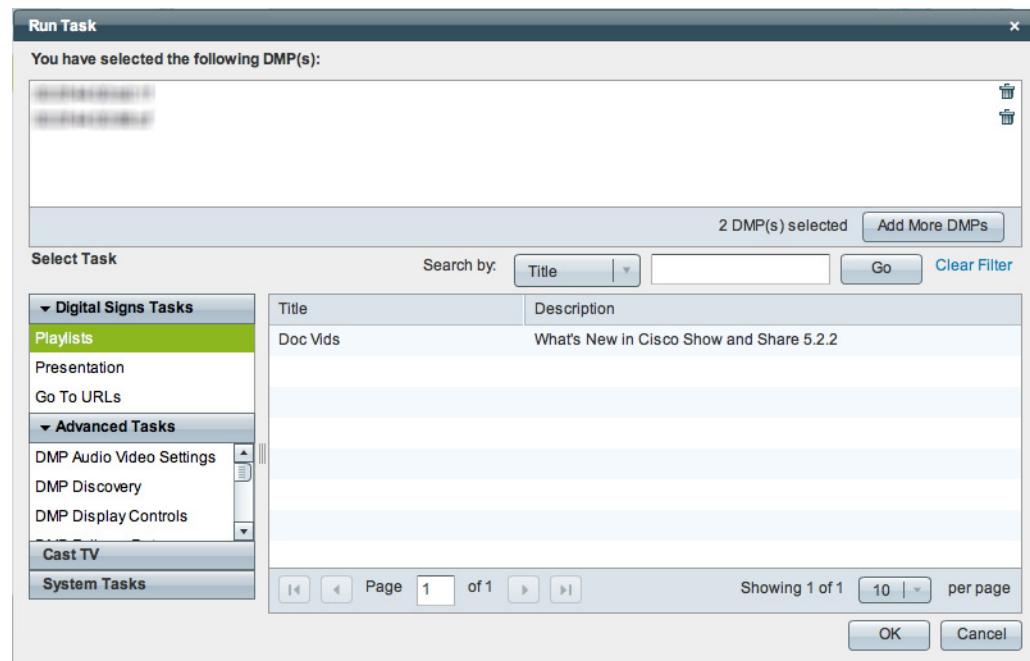 Run Task
You have selected the following DMP(s):
2 DMP(s) selected Add More DMPs
Select Task
Search by: Title Go Clear Filter
Digital Signs Tasks
Playlists
Presentation
Go To URLs
Advanced Tasks
DMP Audio Video Settings
DMP Discovery
DMP Display Controls
Cast TV
System Tasks
Title Description
Doc Vids What's New in Cisco Show and Share 5.2.2
Page 1 of 1 Showing 1 of 1 10 per page
OK Cancel